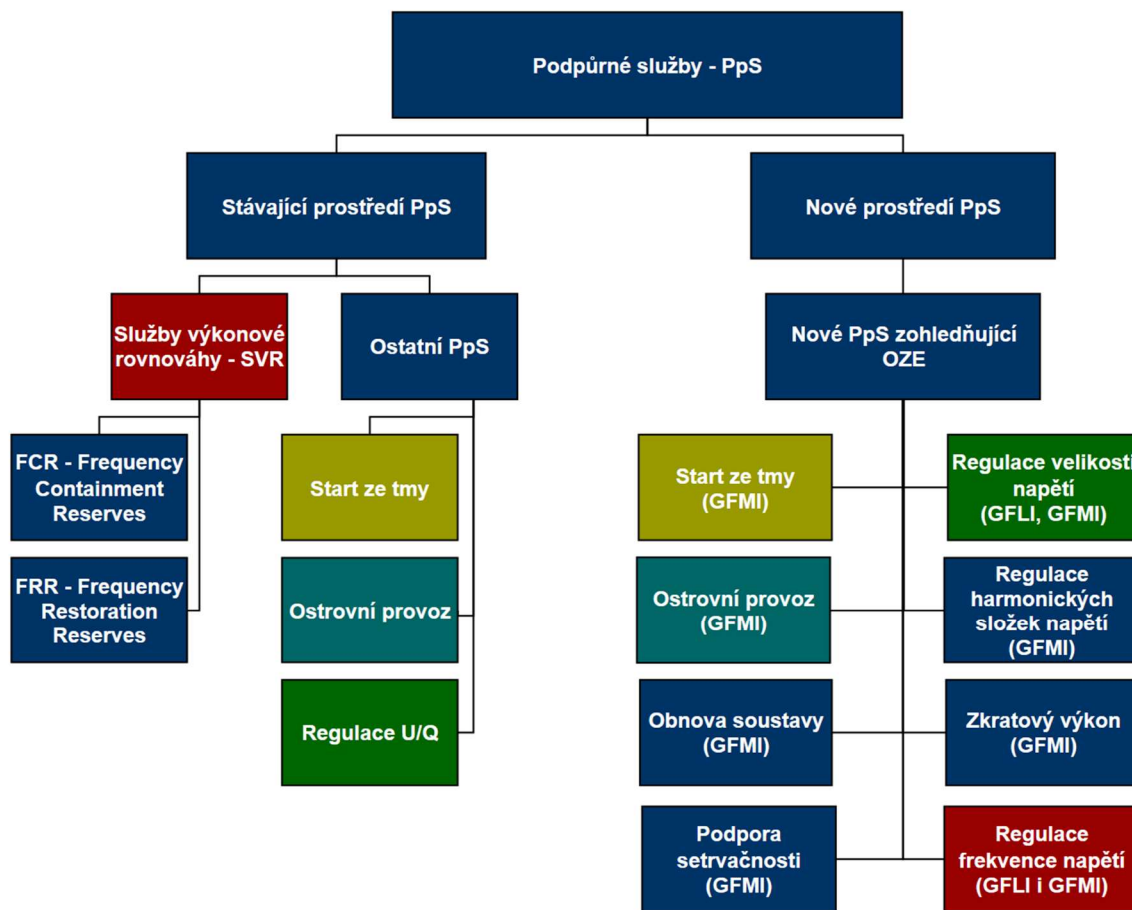 Podpůrné služby - PpS
Stávající prostředí PpS
Nové prostředí PpS
Služby výkonové
rovnováhy - SVR
Ostatní PpS
Nové PpS zohledňující
OZE
FCR - Frequency
Containment
Reserves
FRR - Frequency
Restoration
Reserves
Start ze tmy
Ostrovní provoz
Regulace U/Q
Start ze tmy
(GFMI)
Regulace velikosti
napětí
(GFLI, GFMI)
Ostrovní provoz
(GFMI)
Regulace
harmonických
složek napětí
(GFMI)
Obnova soustavy
(GFMI)
Zkratový výkon
(GFMI)
Podpora
setrvačnosti
(GFMI)
Regulace
frekvence napětí
(GFLI i GFMI)